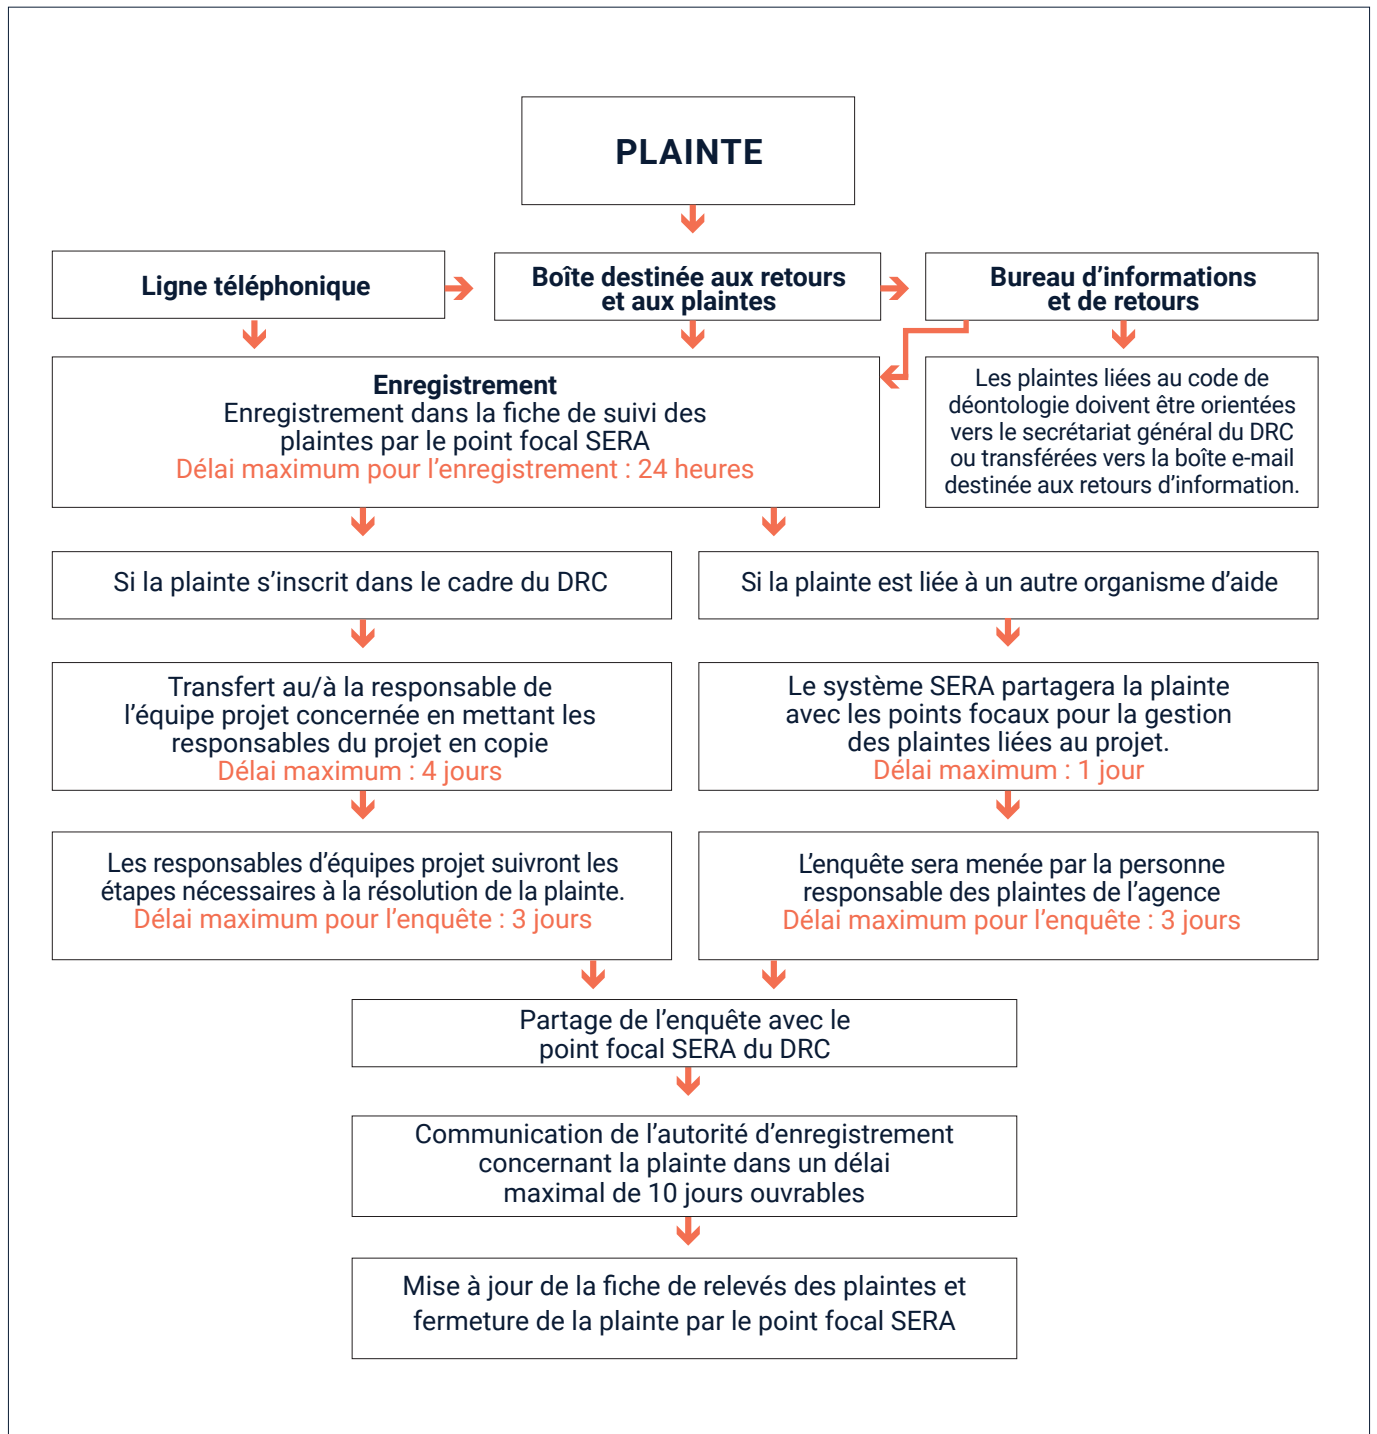 PLAINTE
Ligne téléphonique
Boîte destinée aux retours
et aux plaintes
Bureau d’informations
et de retours
Enregistrement
Enregistrement dans la fiche de suivi des
plaintes par le point focal SERA
Délai maximum pour l’enregistrement : 24 heures
Les plaintes liées au code de
déontologie doivent être orientées
vers le secrétariat général du DRC
ou transférées vers la boîte e-mail
destinée aux retours d’information.
Si la plainte s’inscrit dans le cadre du DRC
Si la plainte est liée à un autre organisme d’aide
Transfert au/à la responsable de
l’équipe projet concernée en mettant les
responsables du projet en copie
Délai maximum : 4 jours
Le système SERA partagera la plainte
avec les points focaux pour la gestion
des plaintes liées au projet.
Délai maximum : 1 jour
Les responsables d’équipes projet suivront les
étapes nécessaires à la résolution de la plainte.
Délai maximum pour l’enquête : 3 jours
L’enquête sera menée par la personne
responsable des plaintes de l’agence
Délai maximum pour l’enquête : 3 jours
Partage de l’enquête avec le
point focal SERA du DRC
Communication de l’autorité d’enregistrement
concernant la plainte dans un délai
maximal de 10 jours ouvrables
Mise à jour de la fiche de relevés des plaintes et
fermeture de la plainte par le point focal SERA